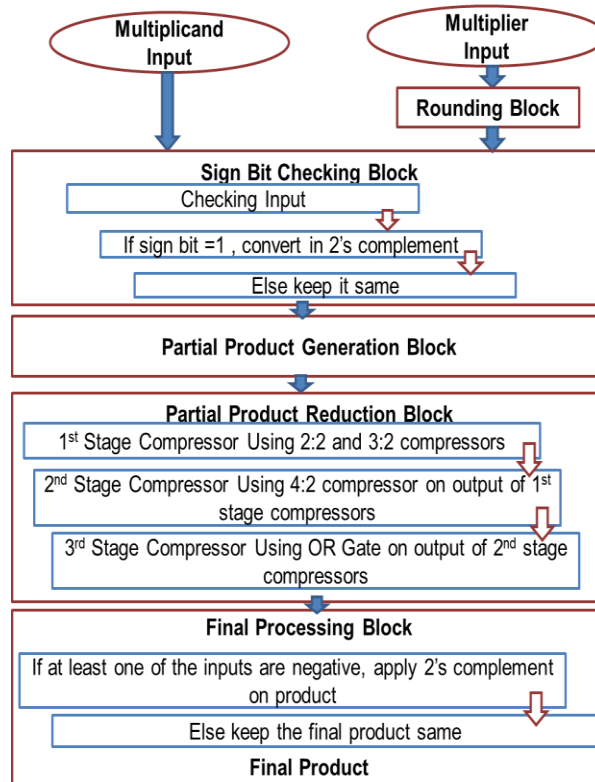 Multiplicand
Input
Multiplier
Input
Rounding Block
Sign Bit Checking Block
Checking Input
If sign bit =1 , convert in 2's complement
Else keep it same
Partial Product Generation Block
Partial Product Reduction Block
1st Stage Compressor Using 2:2 and 3:2 compressors
2nd Stage Compressor Using 4:2 compressor on output of 1st
stage compressors
3rd Stage Compressor Using OR Gate on output of 2nd stage
compressors
Final Processing Block
If at least one of the inputs are negative, apply 2's complement
on product
Else keep the final product same
Final Product